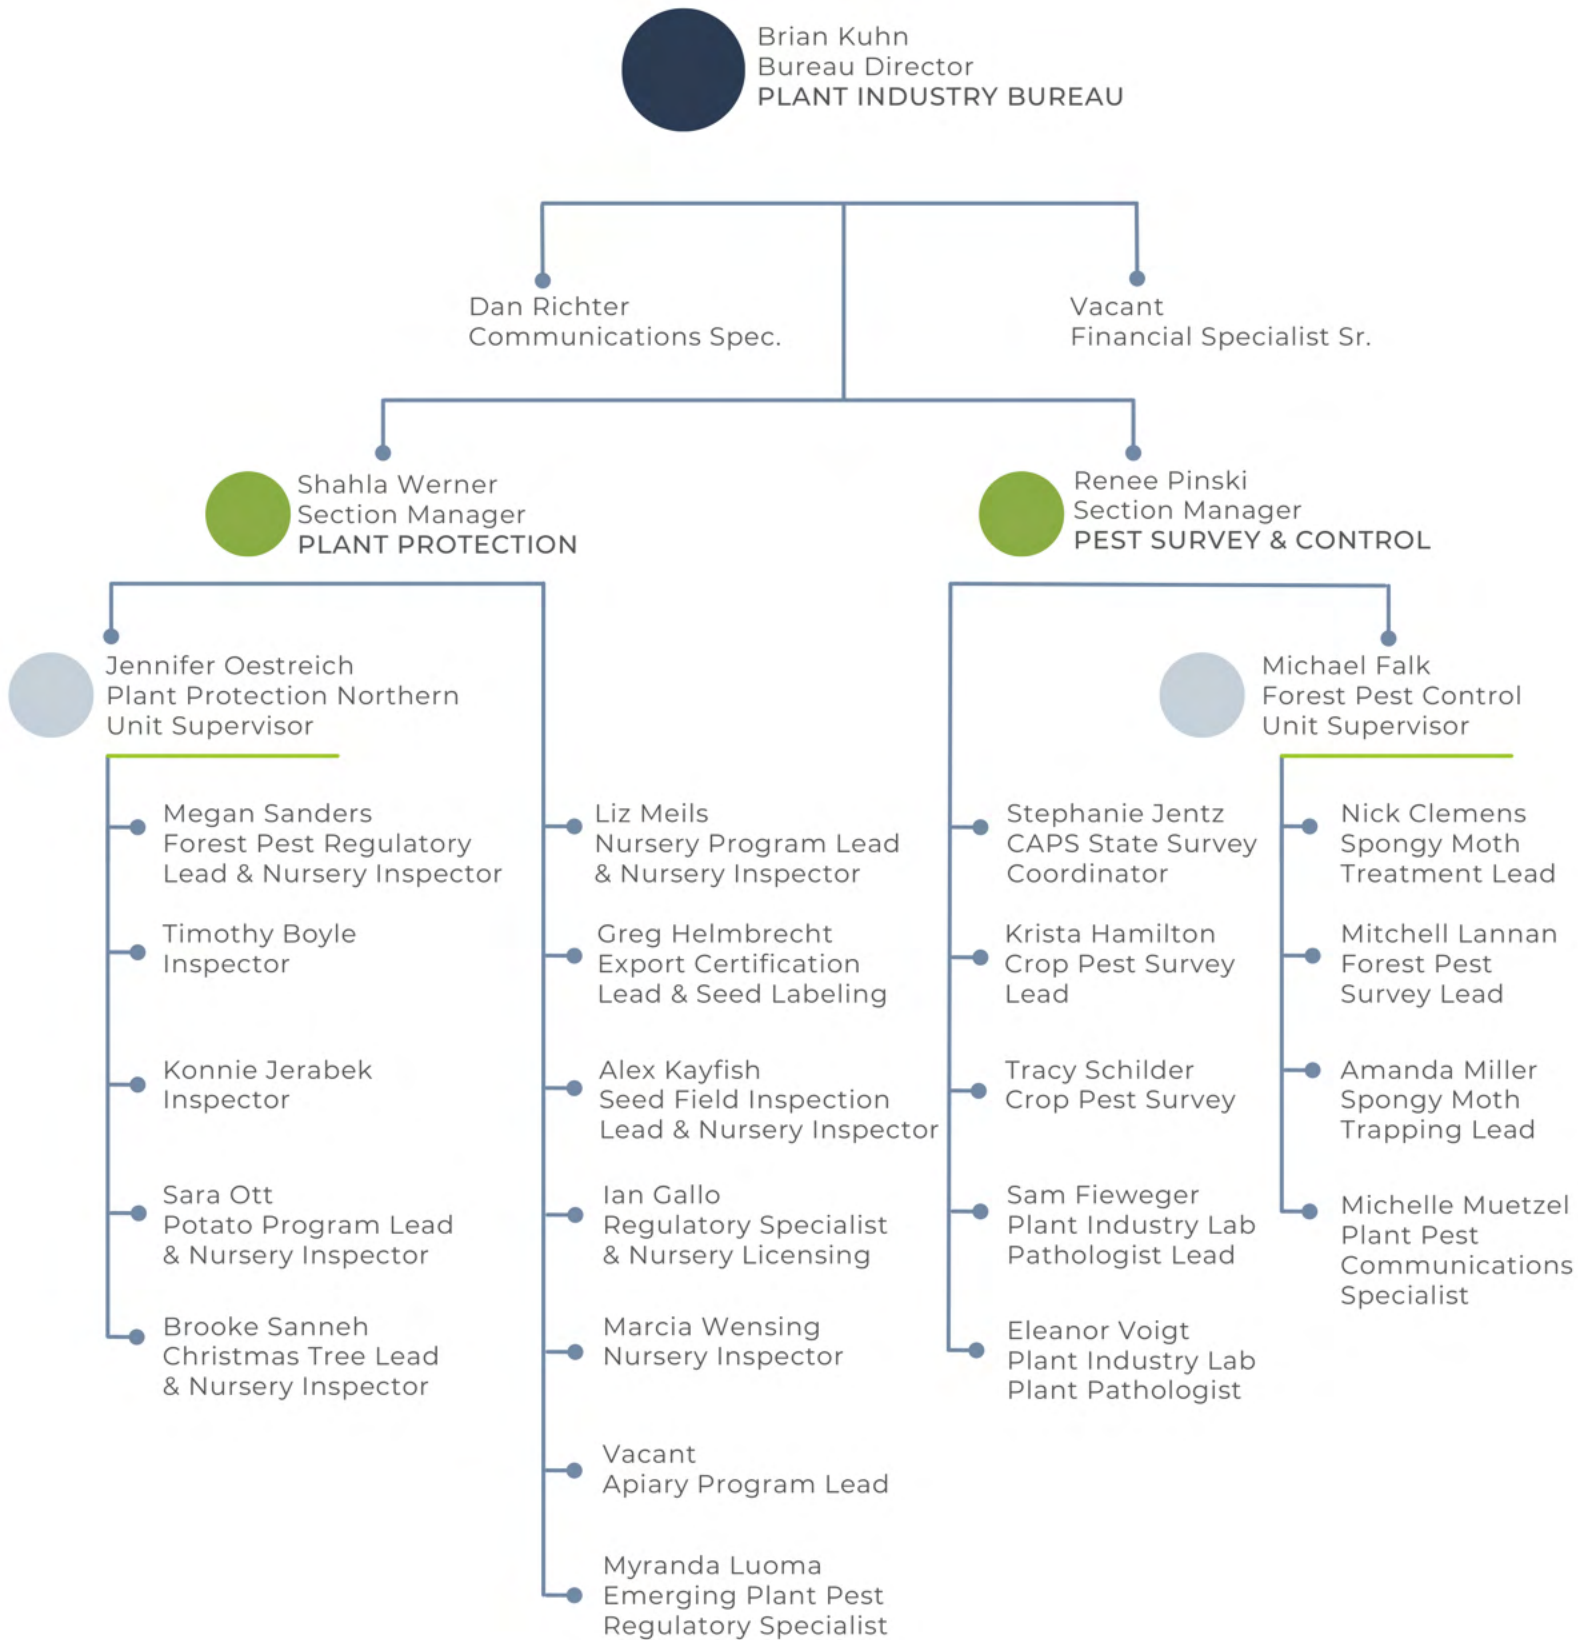 Brian Kuhn
Bureau Director
PLANT INDUSTRY BUREAU
Dan Richter
Communications Spec.
Vacant
Financial Specialist Sr.
Shahla Werner
Section Manager
PLANT PROTECTION
Renee Pinski
Section Manager
PEST SURVEY & CONTROL
Jennifer Oestreich
Plant Protection Northern
Unit Supervisor
Megan Sanders
Forest Pest Regulatory
Lead & Nursery Inspector
Timothy Boyle
Inspector
Konnie Jerabek
Inspector
Sara Ott
Potato Program Lead
& Nursery Inspector
Brooke Sanneh
Christmas Tree Lead
& Nursery Inspector
Liz Meils
Nursery Program Lead
& Nursery Inspector
Greg Helmbrecht
Export Certification
Lead & Seed Labeling
Alex Kayfish
Seed Field Inspection
Lead & Nursery Inspector
Ian Gallo
Regulatory Specialist
& Nursery Licensing
Marcia Wensing
Nursery Inspector
Vacant
Apiary Program Lead
Myranda Luoma
Emerging Plant Pest
Regulatory Specialist
Stephanie Jentz
CAPS State Survey
Coordinator
Krista Hamilton
Crop Pest Survey
Lead
Tracy Schilder
Crop Pest Survey
Sam Fieweger
Plant Industry Lab
Pathologist Lead
Eleanor Voigt
Plant Industry Lab
Plant Pathologist
Michael Falk
Forest Pest Control
Unit Supervisor
Nick Clemens
Spongy Moth
Treatment Lead
Mitchell Lannan
Forest Pest
Survey Lead
Amanda Miller
Spongy Moth
Trapping Lead
Michelle Muetzel
Plant Pest
Communications
Specialist